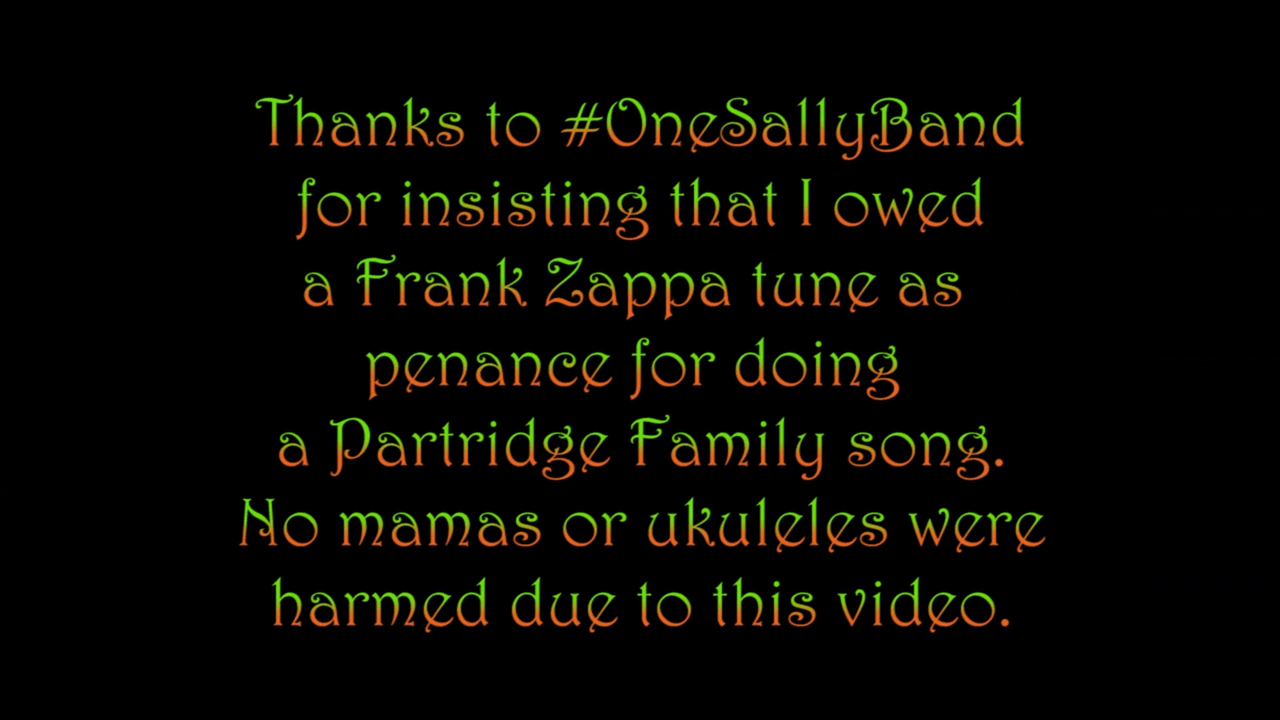 Thanks to #OneSallyBand
for insisting that I owed
a Frank Zappa tune as
penance for doing
a Partridge Family song.
No mamas or ukuleles were
harmed due to this video.